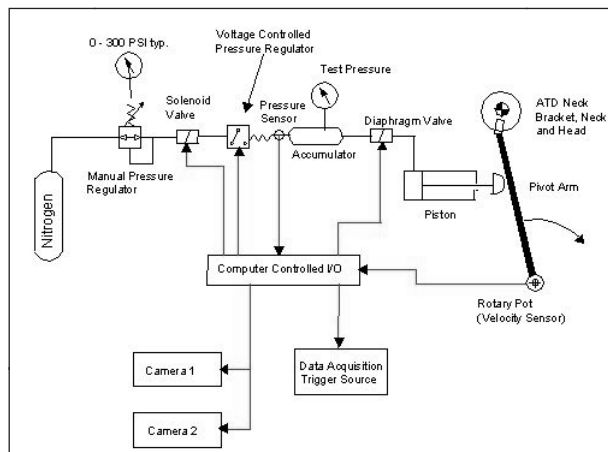 0 - 300 PSI typ.
Voltage Controlled
Pressure Regulator
Test Pressure
Solenoid
Valve
Pressure
Sensor
Diaphragm Valve
ATD Neck
Bracket, Neck
and Head
Manual Pressure
Regulator
Accumulator
Nitrogen
Piston
Pivot Arm
Computer Controlled I/O
Rotary Pot
(Velocity Sensor)
Camera 1
Data Acquisition
Trigger Source
Camera 2